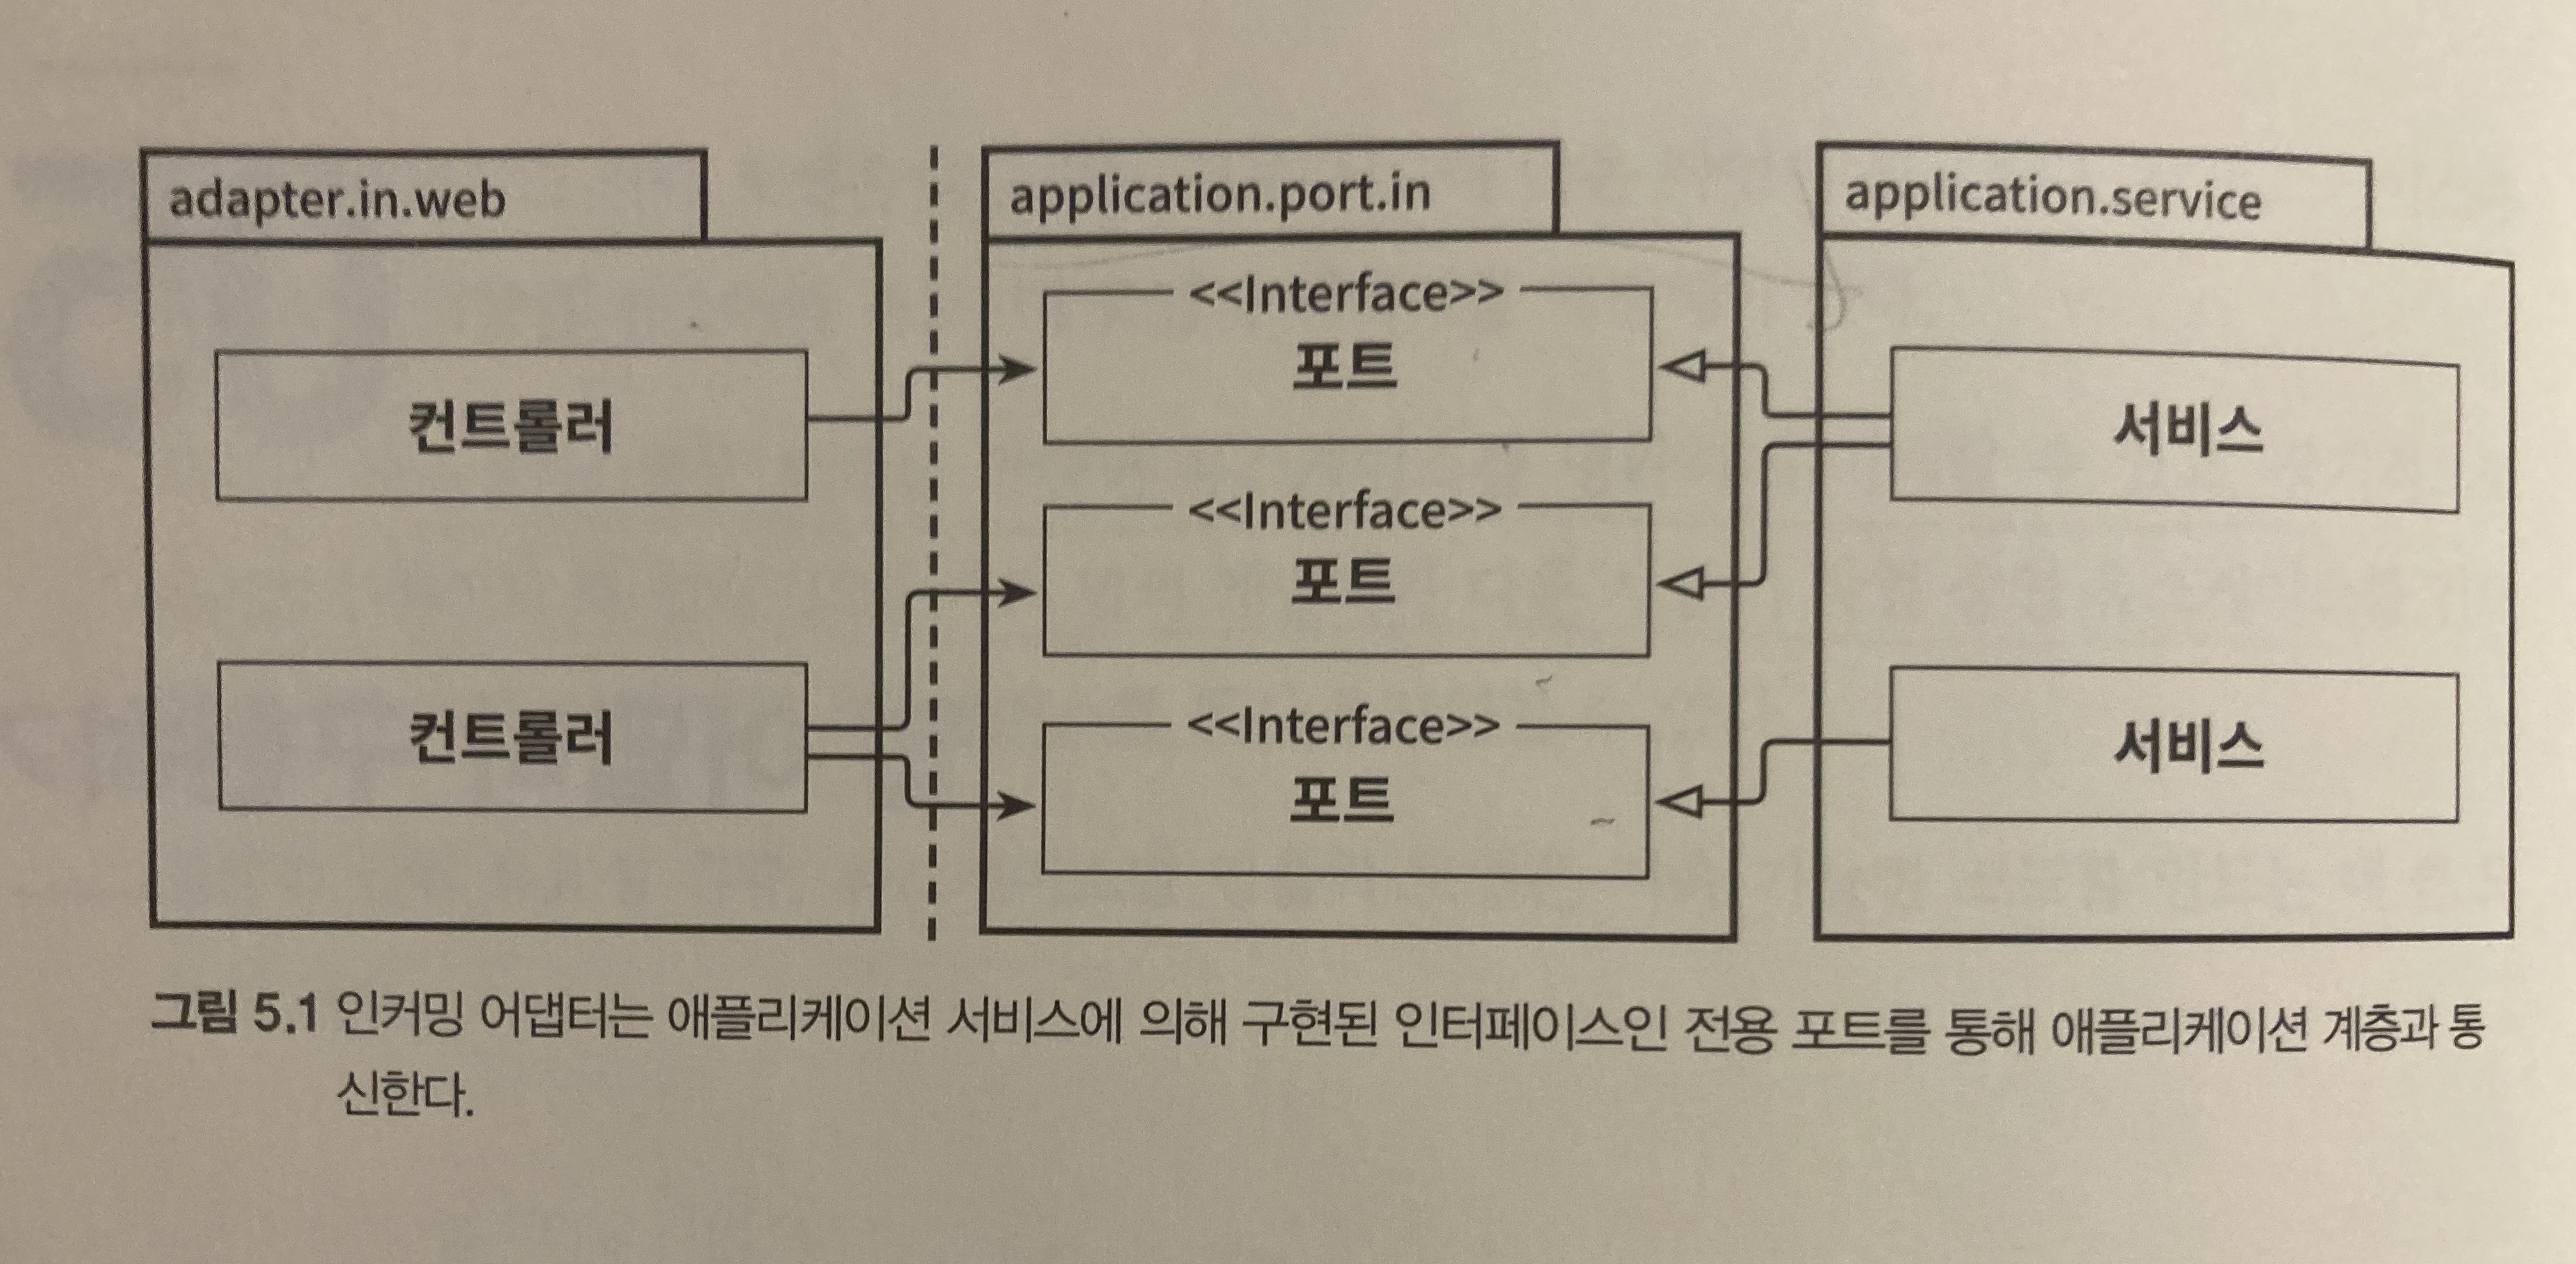 adapter.in.web
application.port.in
application.service
컨트롤러
컨트롤러
<<Interface>>
포트
<<Interface>>
포트
<<Interface>>
포트
서비스
서비스
그림 5.1 인커밍 어댑터는 애플리케이션 서비스에 의해 구현된 인터페이스인 전용 포트를 통해 애플리케이션 계층과 통
신한다.